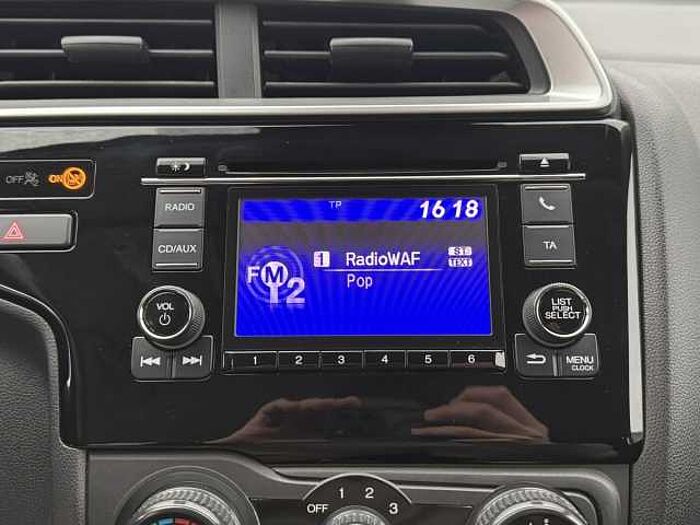 OFF ON
RADIO
CD/AUX
VOL
TP 16 18
FM 2
1 RadioWAF ST
TEXT
Pop
TA
LIST
PUSH
SELECT
MENU
CLOCK
1 2 3 4 5 6
OFF 1 2 3